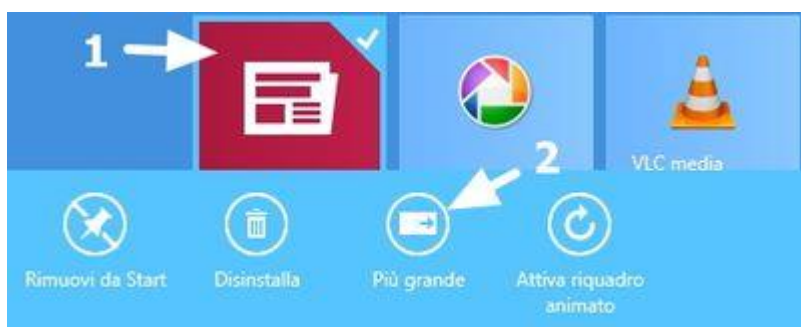 1
2
VLC media
Rimuovi da Start
Disinstalla
Più grande
Attiva riquadro
animato